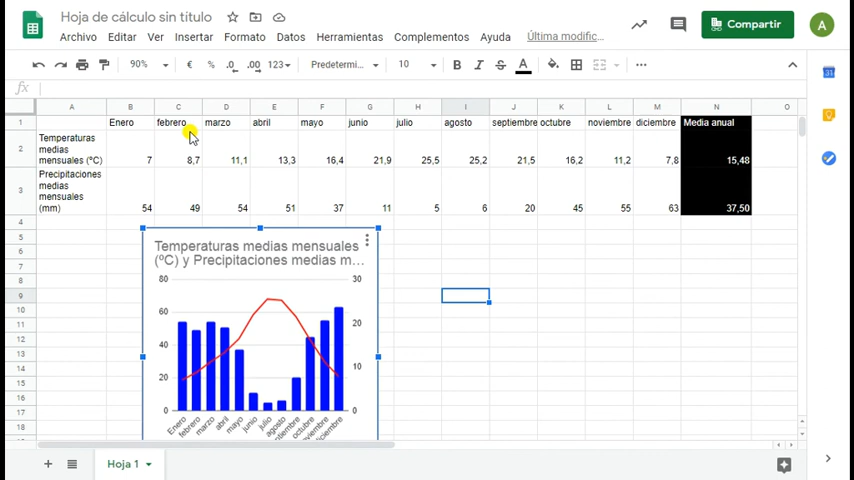 Hoja de cálculo sin título
Archivo Editar Ver Insertar Formato Datos Herramientas Complementos Ayuda Última modific...
Compartir
A
90% € % .0 .00 123 Predetermi... 10 B I S A
fx
A B C D E F G H I J K L M N O
1 Enero febrero marzo abril mayo junio julio agosto septiembre octubre noviembre diciembre Media anual
2 Temperaturas medias mensuales (ºC) 7 8,7 11,1 13,3 16,4 21,9 25,5 25,2 21,5 16,2 11,2 7,8 15,48
3 Precipitaciones medias mensuales (mm) 54 49 54 51 37 11 5 6 20 45 55 63 37,50
4
5
6
7
8
9
10
11
12
13
14
15
16
17
18
Temperaturas medias mensuales
(ºC) y Precipitaciones medias m...
80 30
60 20
40 10
20
0 0
Enero febrero marzo abril mayo junio julio agosto octubre diciembre
Hoja 1